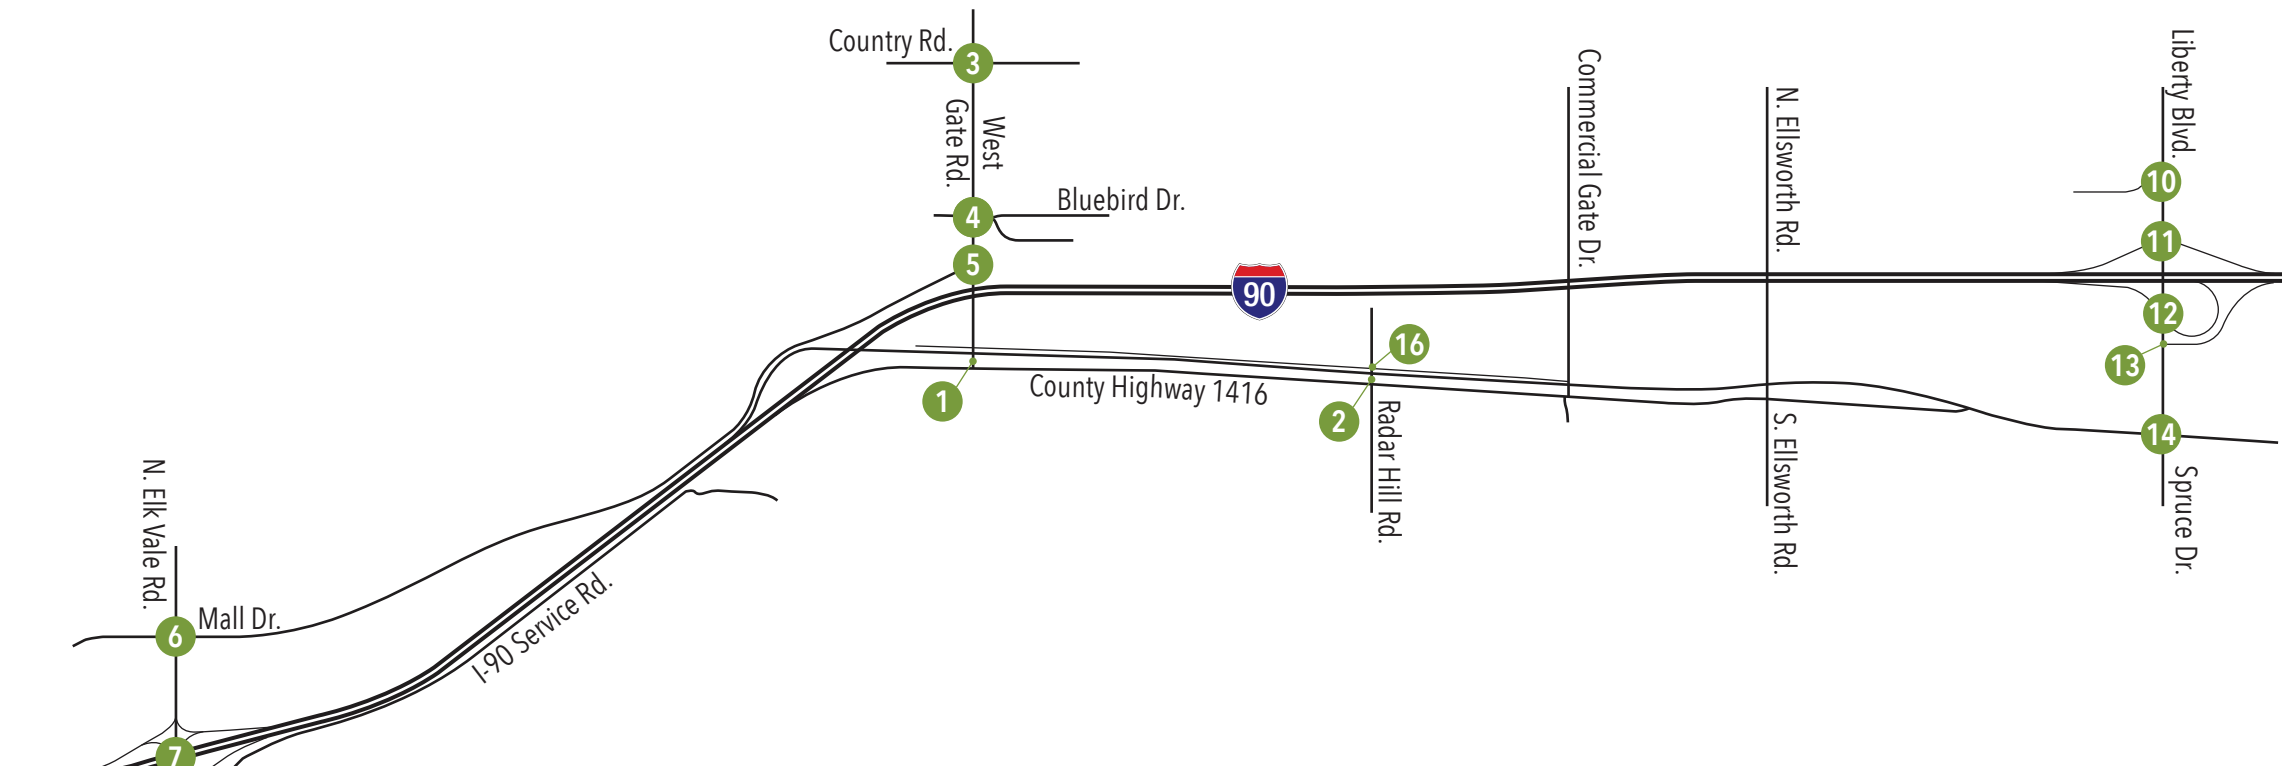 Country Rd.
3
West
Gate Rd.
4
Bluebird Dr.
5
90
Commercial Gate Dr.
N. Ellsworth Rd.
Liberty Blvd.
10
11
12
13
16
1
County Highway 1416
2
Radar Hill Rd.
S. Ellsworth Rd.
14
Spruce Dr.
N. Elk Vale Rd.
6
Mall Dr.
I-90 Service Rd.
7